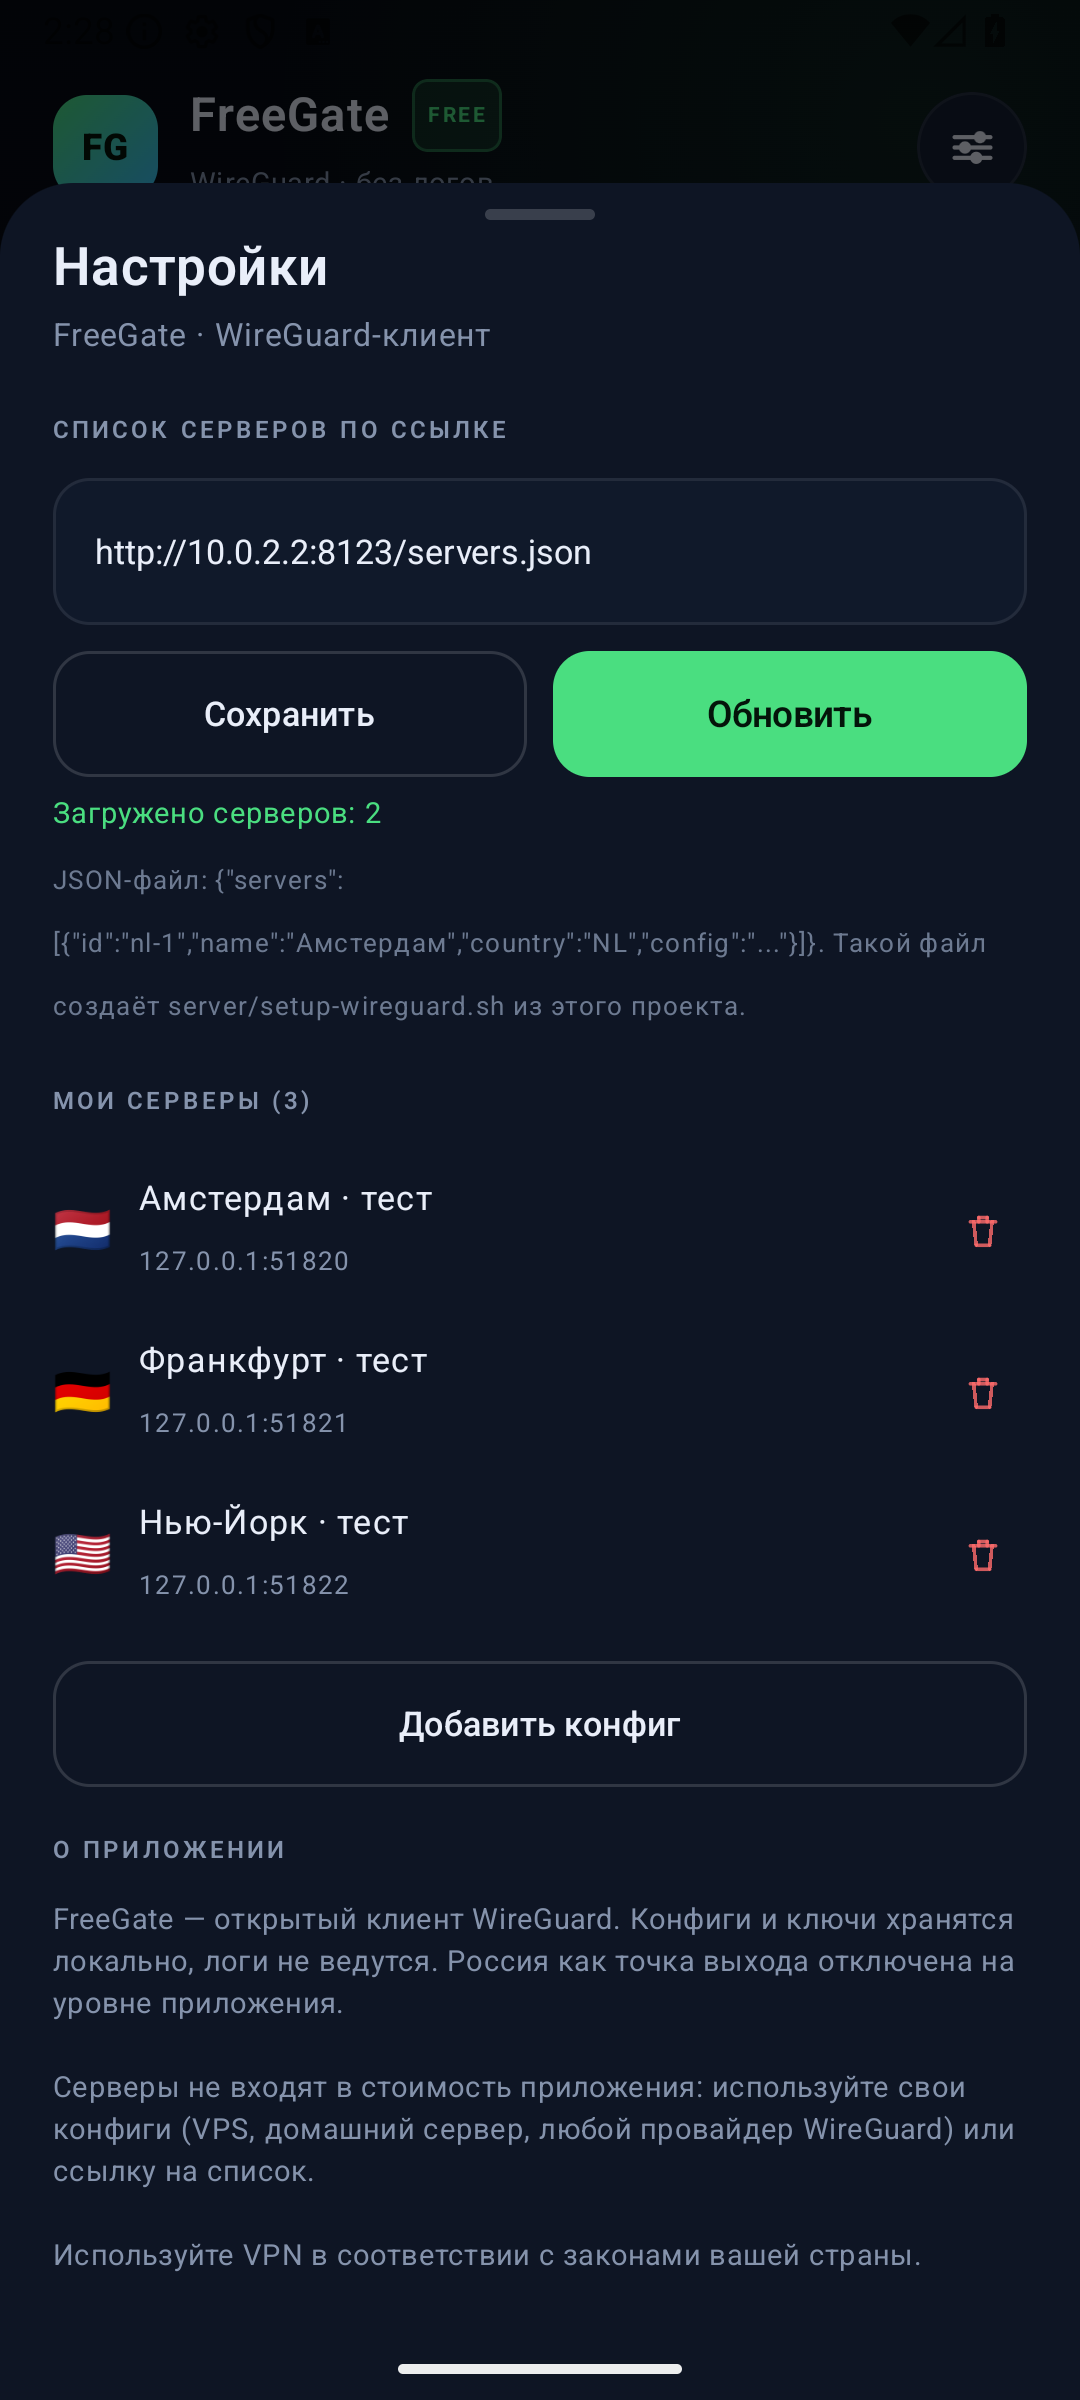 2:28
FG
FreeGate
FREE
WireGuard · без логов
Настройки
FreeGate · WireGuard-клиент
СПИСОК СЕРВЕРОВ ПО ССЫЛКЕ
http://10.0.2.2:8123/servers.json
Сохранить
Обновить
Загружено серверов: 2
JSON-файл: {"servers":
[{"id":"nl-1","name":"Амстердам","country":"NL","config":"..."}]}. Такой файл
создаёт server/setup-wireguard.sh из этого проекта.
МОИ СЕРВЕРЫ (3)
Амстердам · тест
127.0.0.1:51820
Франкфурт · тест
127.0.0.1:51821
Нью-Йорк · тест
127.0.0.1:51822
Добавить конфиг
О ПРИЛОЖЕНИИ
FreeGate — открытый клиент WireGuard. Конфиги и ключи хранятся
локально, логи не ведутся. Россия как точка выхода отключена на
уровне приложения.
Серверы не входят в стоимость приложения: используйте свои
конфиги (VPS, домашний сервер, любой провайдер WireGuard) или
ссылку на список.
Используйте VPN в соответствии с законами вашей страны.